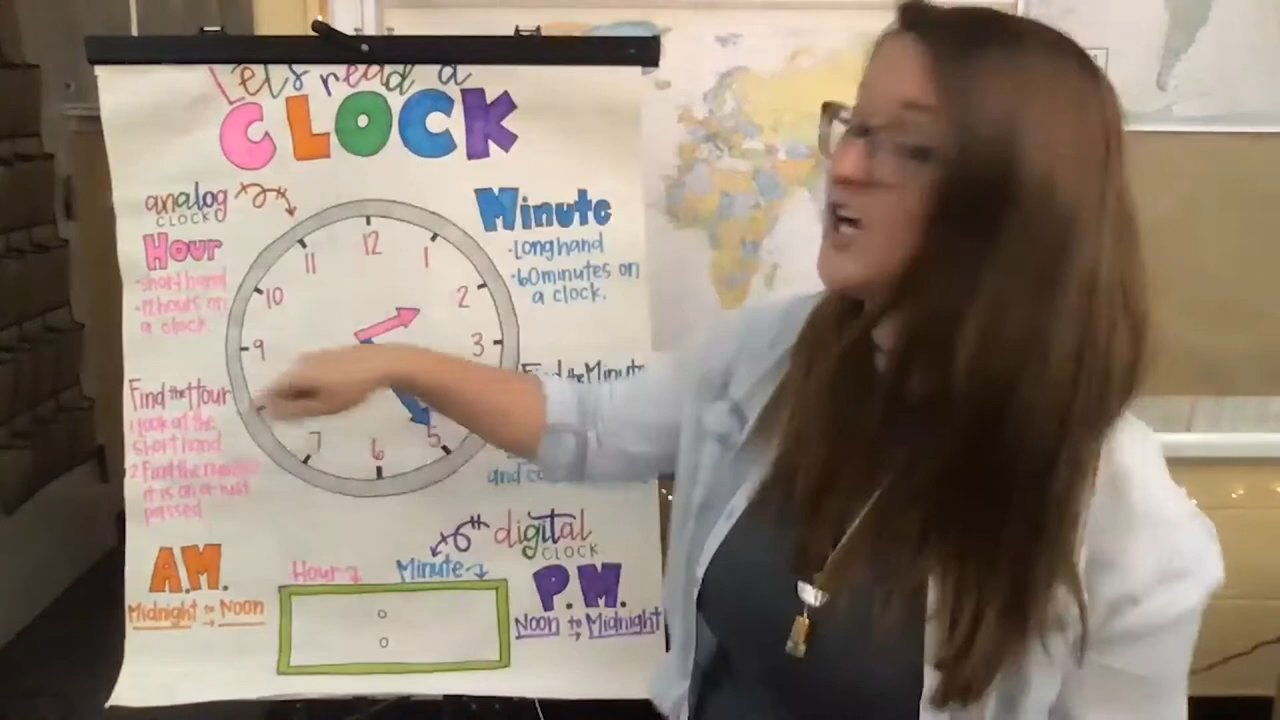 Let's read a
CLOCK
analog
CLOCK
Hour
-short hand
-12 hours on
a clock.
Minute
-Long hand
-60 minutes on
a clock.
12
1
2
3
5
6
7
9
10
11
Find the Hour
1 Look at the
short hand
2 Find the number
it is on or just
passed
Find the Minute
and
digital
CLOCK
A.M.
Midnight to Noon
Hour
Minute
P.M.
Noon to Midnight